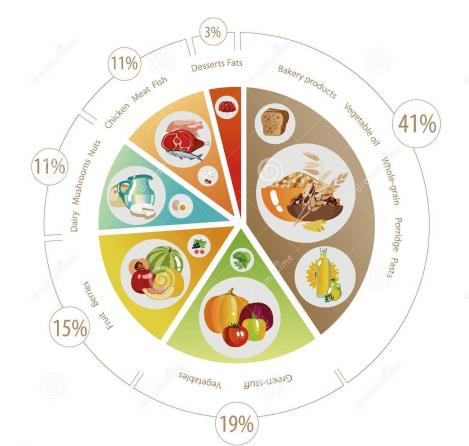 3%
Desserts Fats
Bakery products
Vegetable oil
41%
Whole-grain
Porridge Pasta
Green-stuff
19%
Vegetables
15%
Fruit Berries
11%
Dairy Mushrooms Nuts
11%
Chicken Meat Fish
dreamstime